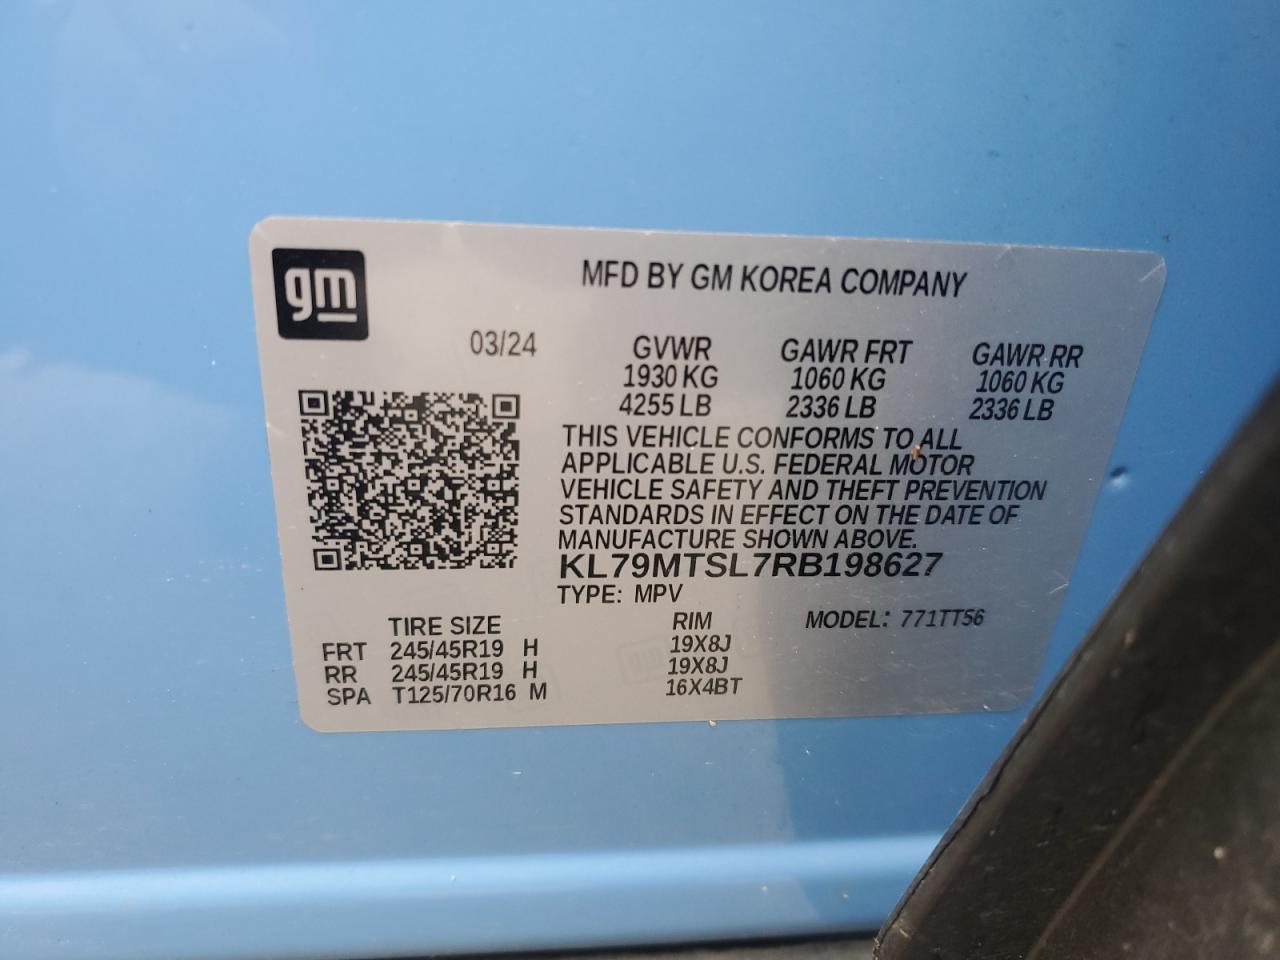 gm
MFD BY GM KOREA COMPANY
03/24 GVWR GAWR FRT GAWR RR
1930 KG 1060 KG 1060 KG
4255 LB 2336 LB 2336 LB
THIS VEHICLE CONFORMS TO ALL
APPLICABLE U.S. FEDERAL MOTOR
VEHICLE SAFETY AND THEFT PREVENTION
STANDARDS IN EFFECT ON THE DATE OF
MANUFACTURE SHOWN ABOVE.
KL79MTSL7RB198627
TYPE: MPV
TIRE SIZE RIM MODEL: 771TT56
FRT 245/45R19 H 19X8J
RR 245/45R19 H 19X8J
SPA T125/70R16 M 16X4BT